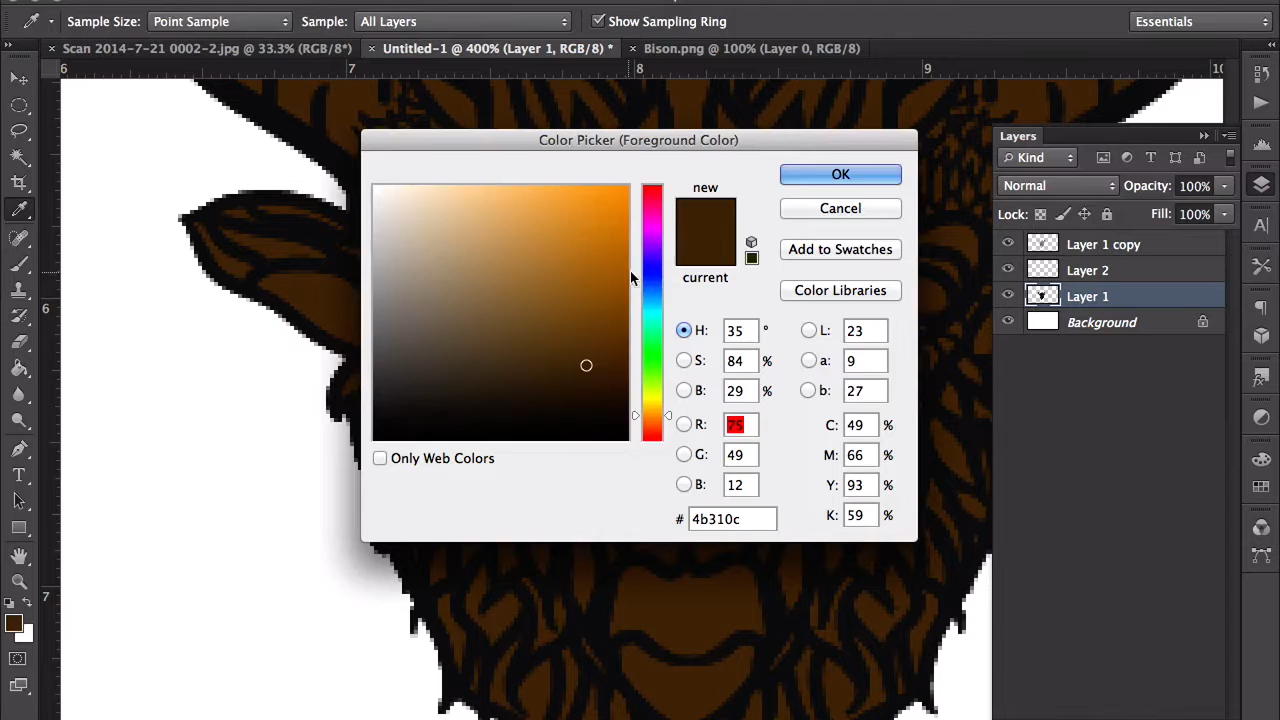 Sample Size: Point Sample Sample: All Layers Show Sampling Ring Essentials
Scan 2014-7-21 0002-2.jpg @ 33.3% (RGB/8*) Untitled-1 @ 400% (Layer 1, RGB/8) * Bison.png @ 100% (Layer 0, RGB/8)
6 7 8 9 10
6
7
Color Picker (Foreground Color)
new
current
OK
Cancel
Add to Swatches
Color Libraries
H: 35 °
S: 84 %
B: 29 %
R: 75
G: 49
B: 12
# 4b310c
L: 23
a: 9
b: 27
C: 49 %
M: 66 %
Y: 93 %
K: 59 %
Only Web Colors
Layers
Kind
Normal Opacity: 100%
Lock: Fill: 100%
Layer 1 copy
Layer 2
Layer 1
Background